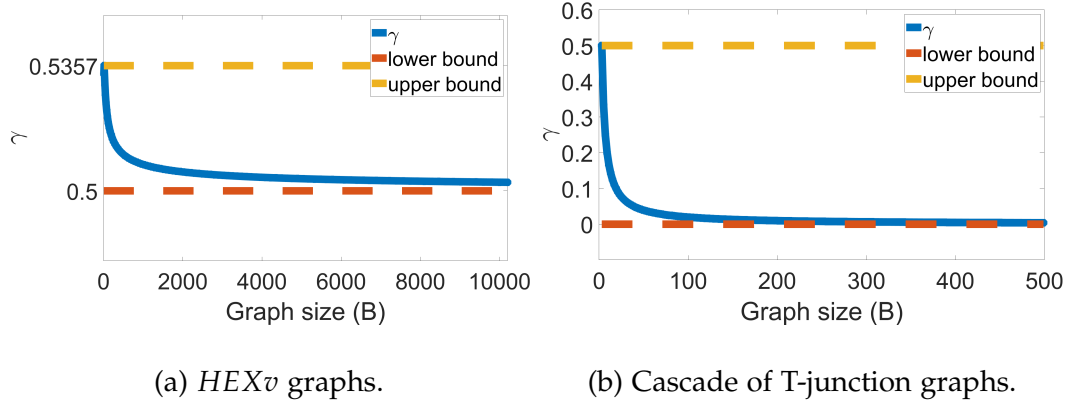 γ
0.5357
0.5
0
2000
4000
6000
8000
10000
Graph size (B)
γ
lower bound
upper bound
(a) HEXv graphs.
γ
0.6
0.5
0.4
0.3
0.2
0.1
0
0
100
200
300
400
500
Graph size (B)
γ
lower bound
upper bound
(b) Cascade of T-junction graphs.